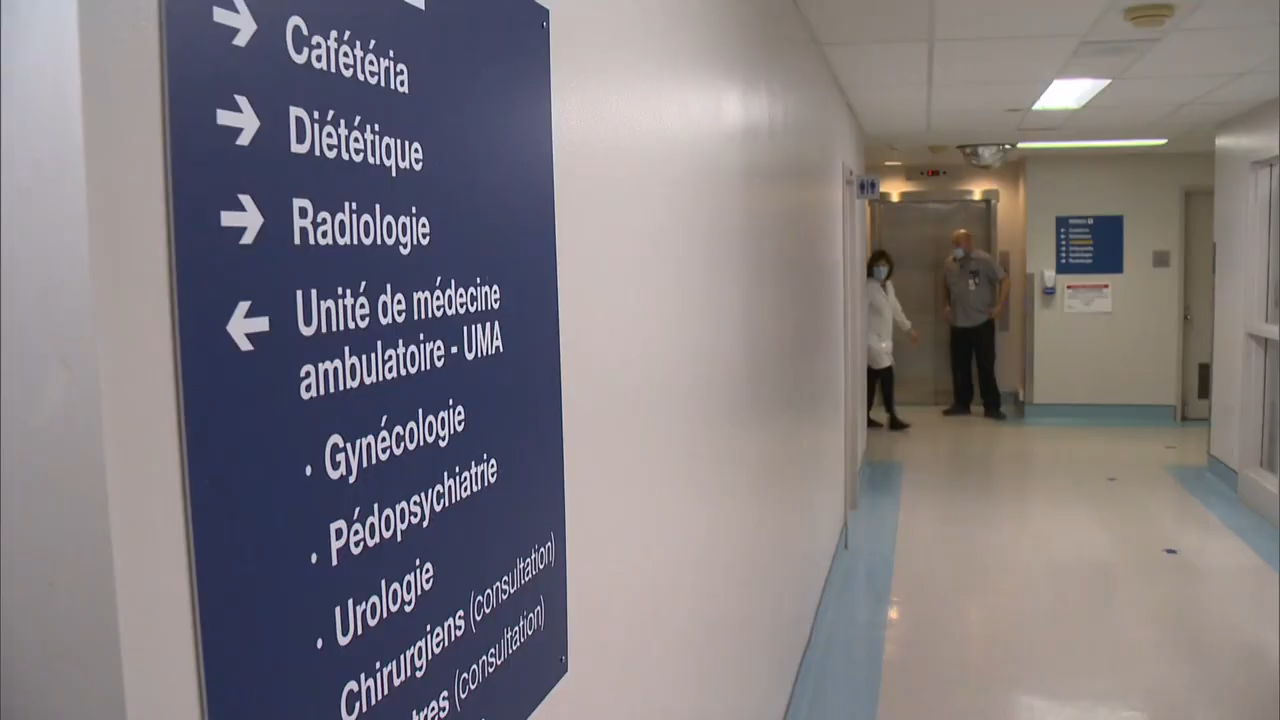 Cafétéria
Diététique
Radiologie
Unité de médecine
ambulatoire - UMA
· Gynécologie
· Pédopsychiatrie
· Urologie
Chirurgiens (consultation)
(consultation)